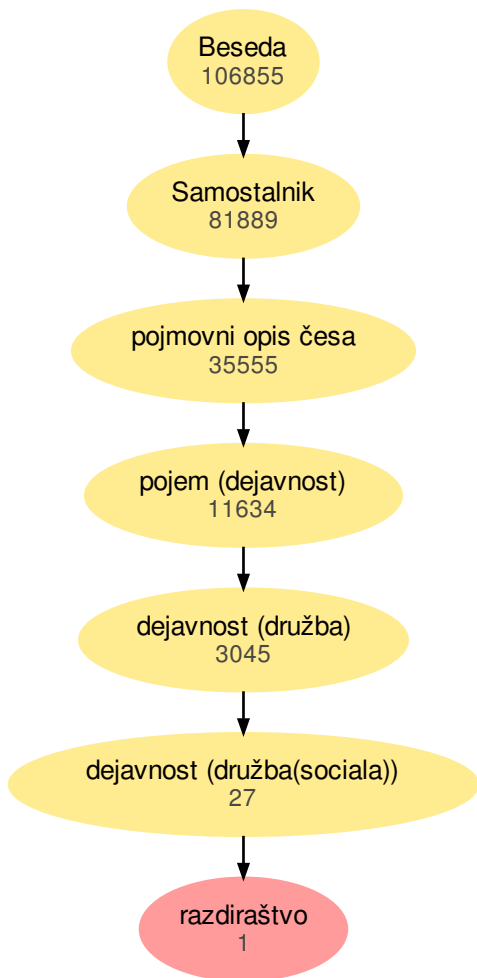 Beseda
106855
Samostalnik
81889
pojmovni opis česa
35555
pojem (dejavnost)
11634
dejavnost (družba)
3045
dejavnost (družba(sociala))
27
razdiraštvo
1